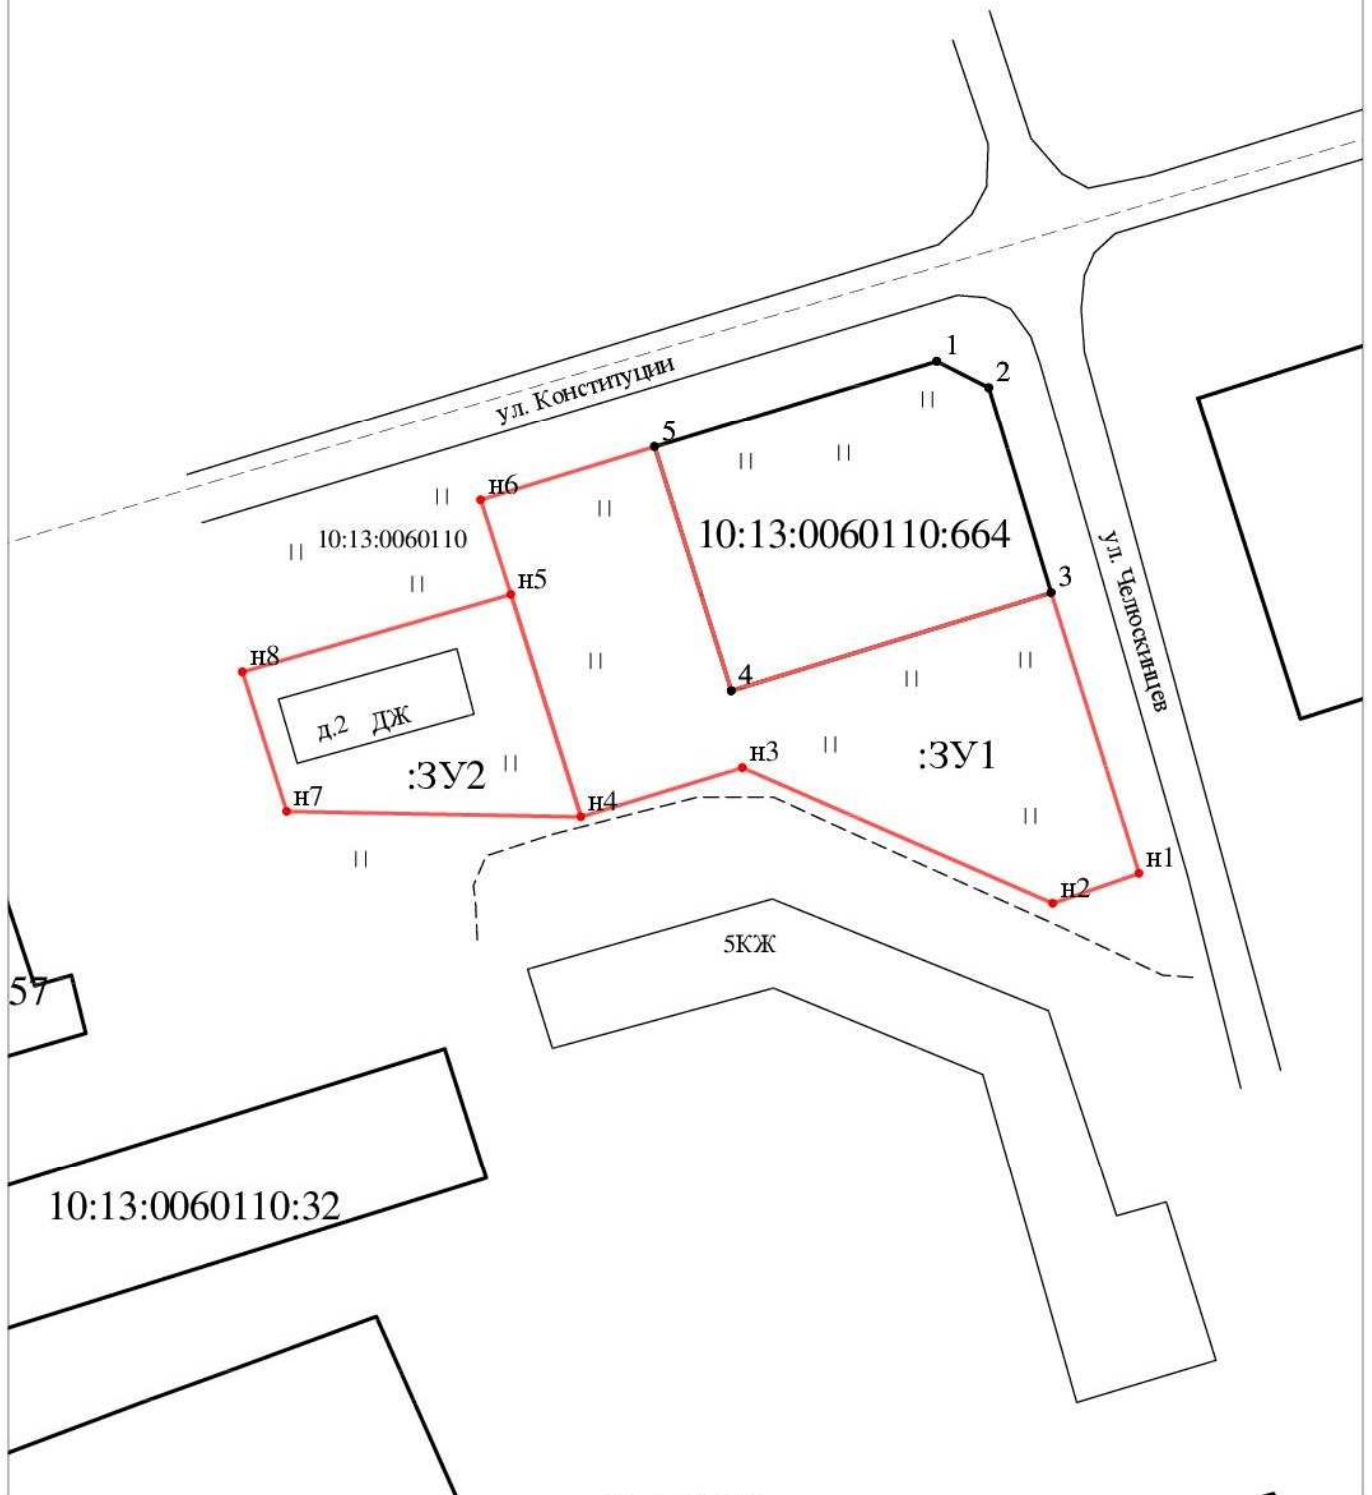 1
2
ул. Конституции
5
н6
10:13:0060110
10:13:0060110:664
ул. Челюскинцев
н5
3
н8
4
д.2 ДЖ
:ЗУ2
н3
:ЗУ1
н7
н4
н1
н2
5КЖ
57
10:13:0060110:32